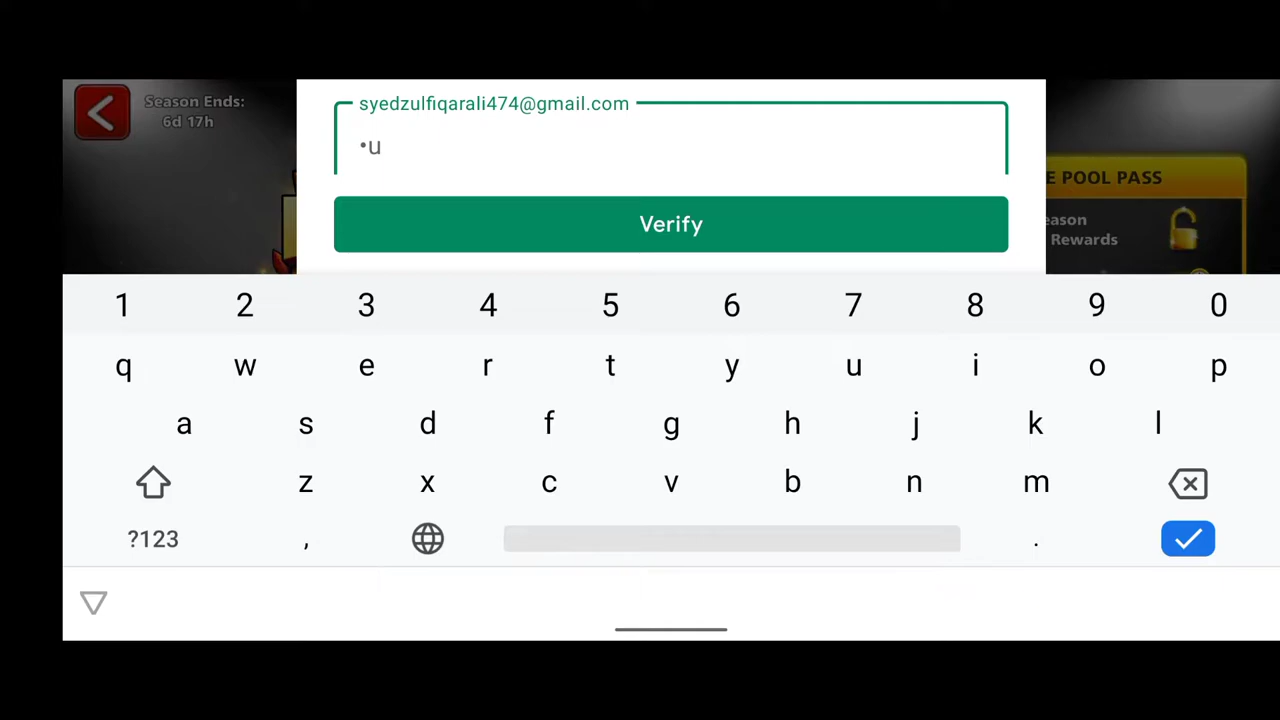 Season Ends:
6d 17h
syedzulfiqarali474@gmail.com
•u
Verify
E POOL PASS
eason
Rewards
1 2 3 4 5 6 7 8 9 0
q w e r t y u i o p
a s d f g h j k l
z x c v b n m
?123 , .